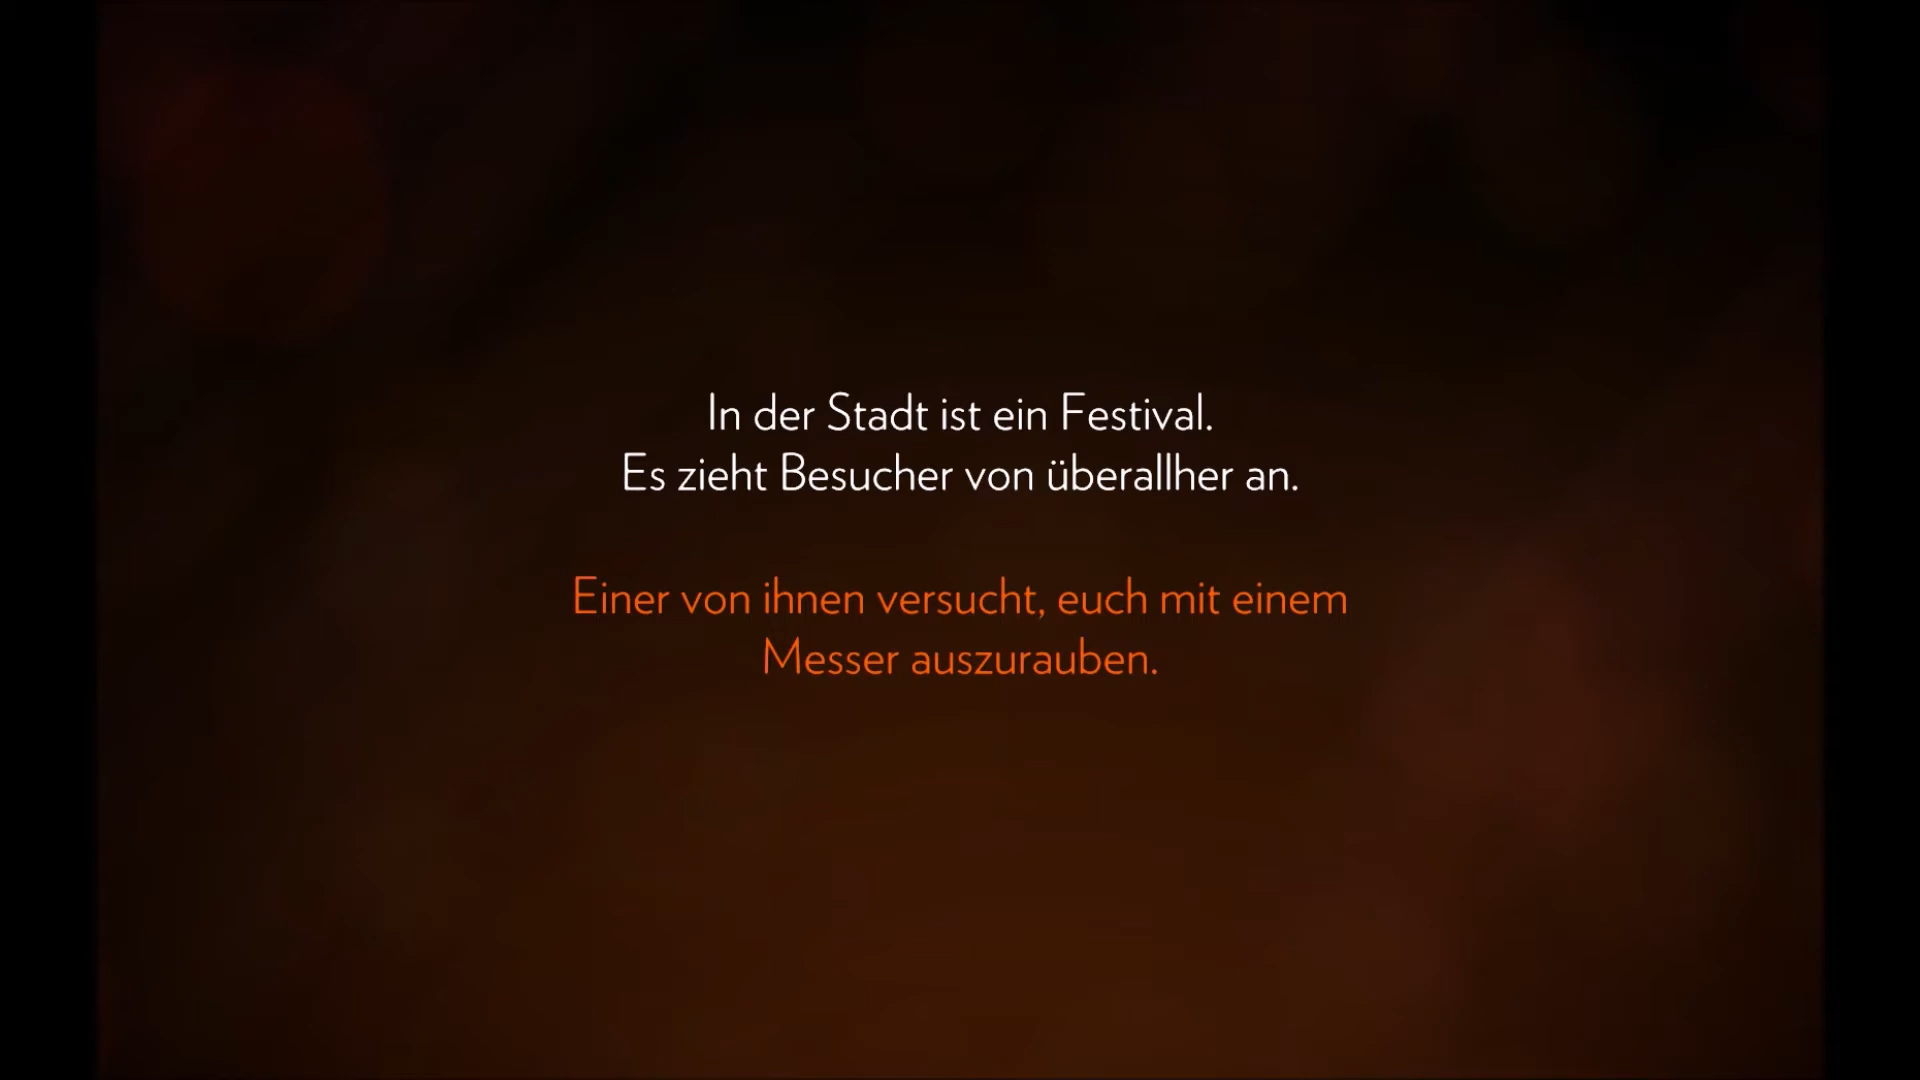 In der Stadt ist ein Festival.
Es zieht Besucher von überallher an.
Einer von ihnen versucht, euch mit einem
Messer auszurauben.